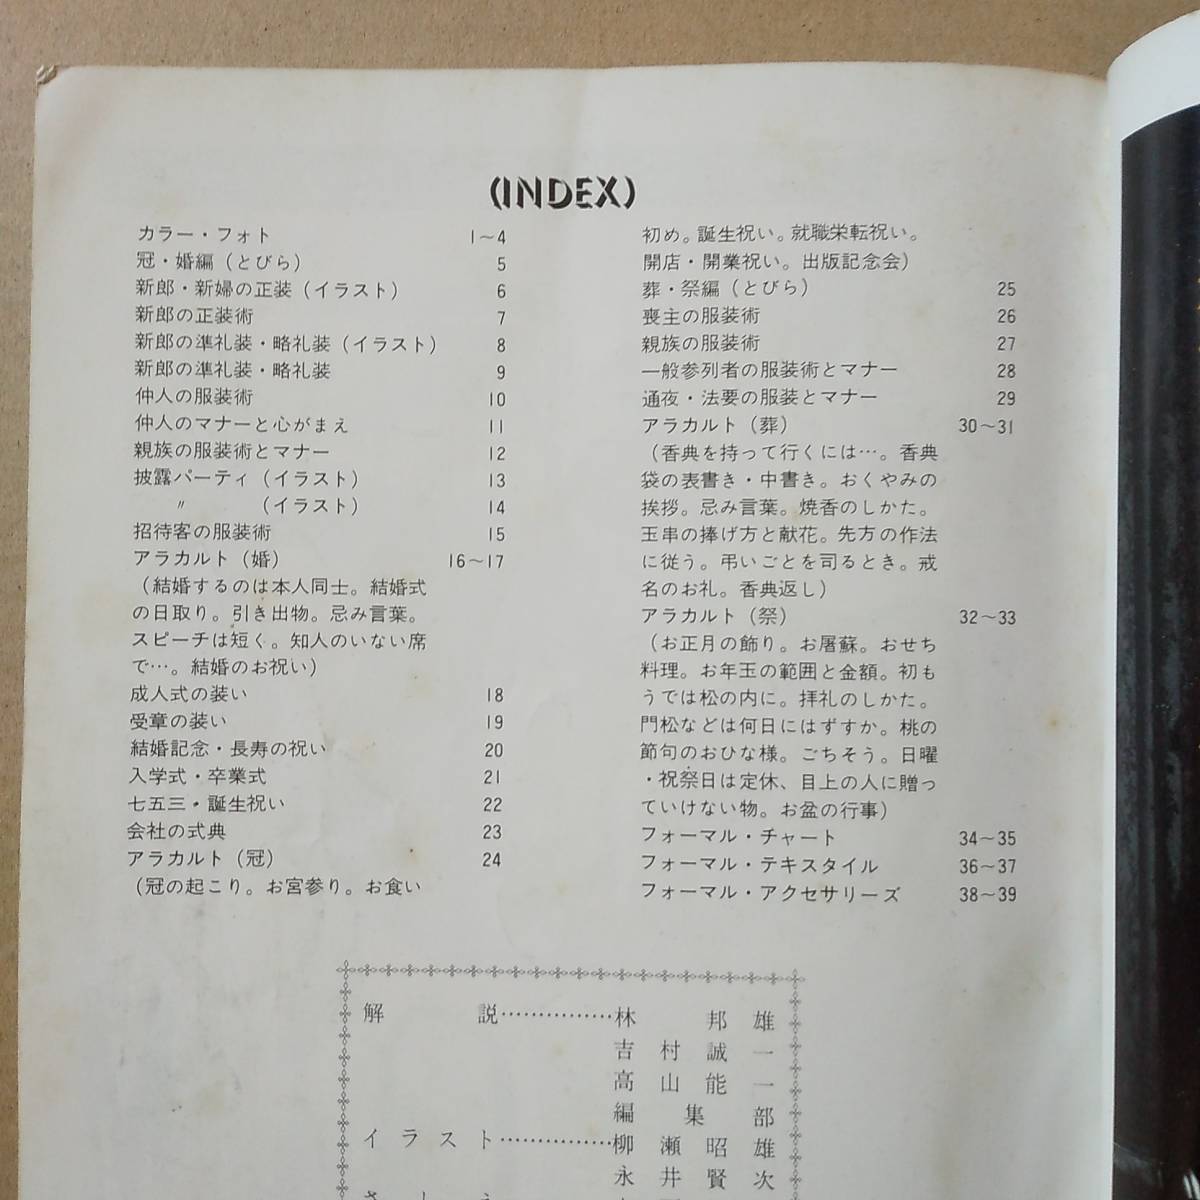 (INDEX)
カラー・フォト 1〜4
冠・婚編(とびら) 5
新郎・新婦の正装(イラスト) 6
新郎の正装術 7
新郎の準礼装・略礼装(イラスト) 8
新郎の準礼装・略礼装 9
仲人の服装術 10
仲人のマナーと心がまえ 11
親族の服装術とマナー 12
披露パーティ(イラスト) 13
〃 (イラスト) 14
招待客の服装術 15
アラカルト(婚) 16〜17
(結婚するのは本人同士。結婚式
の日取り。引き出物。忌み言葉。
スピーチは短く。知人のいない席
で…。結婚のお祝い)
成人式の装い 18
受章の装い 19
結婚記念・長寿の祝い 20
入学式・卒業式 21
七五三・誕生祝い 22
会社の式典 23
アラカルト(冠) 24
(冠の起こり。お宮参り。お食い
初め。誕生祝い。就職栄転祝い。
開店・開業祝い。出版記念会)
葬・祭編(とびら) 25
喪主の服装術 26
親族の服装術 27
一般参列者の服装術とマナー 28
通夜・法要の服装とマナー 29
アラカルト(葬) 30〜31
(香典を持って行くには…。香典
袋の表書き・中書き。おくやみの
挨拶。忌み言葉。焼香のしかた。
玉串の捧げ方と献花。先方の作法
に従う。弔いごとを司るとき。戒
名のお礼。香典返し)
アラカルト(祭) 32〜33
(お正月の飾り。お屠蘇。おせち
料理。お年玉の範囲と金額。初も
うでは松の内に。拝礼のしかた。
門松などは何日にはずすか。桃の
節句のおひな様。ごちそう。日曜
・祝祭日は定休、目上の人に贈っ
ていけない物。お盆の行事)
フォーマル・チャート 34〜35
フォーマル・テキスタイル 36〜37
フォーマル・アクセサリーズ 38〜39
解説……………林邦雄
吉村誠一
高山能一
編集部
イラスト……………柳瀬昭雄
永井賢次